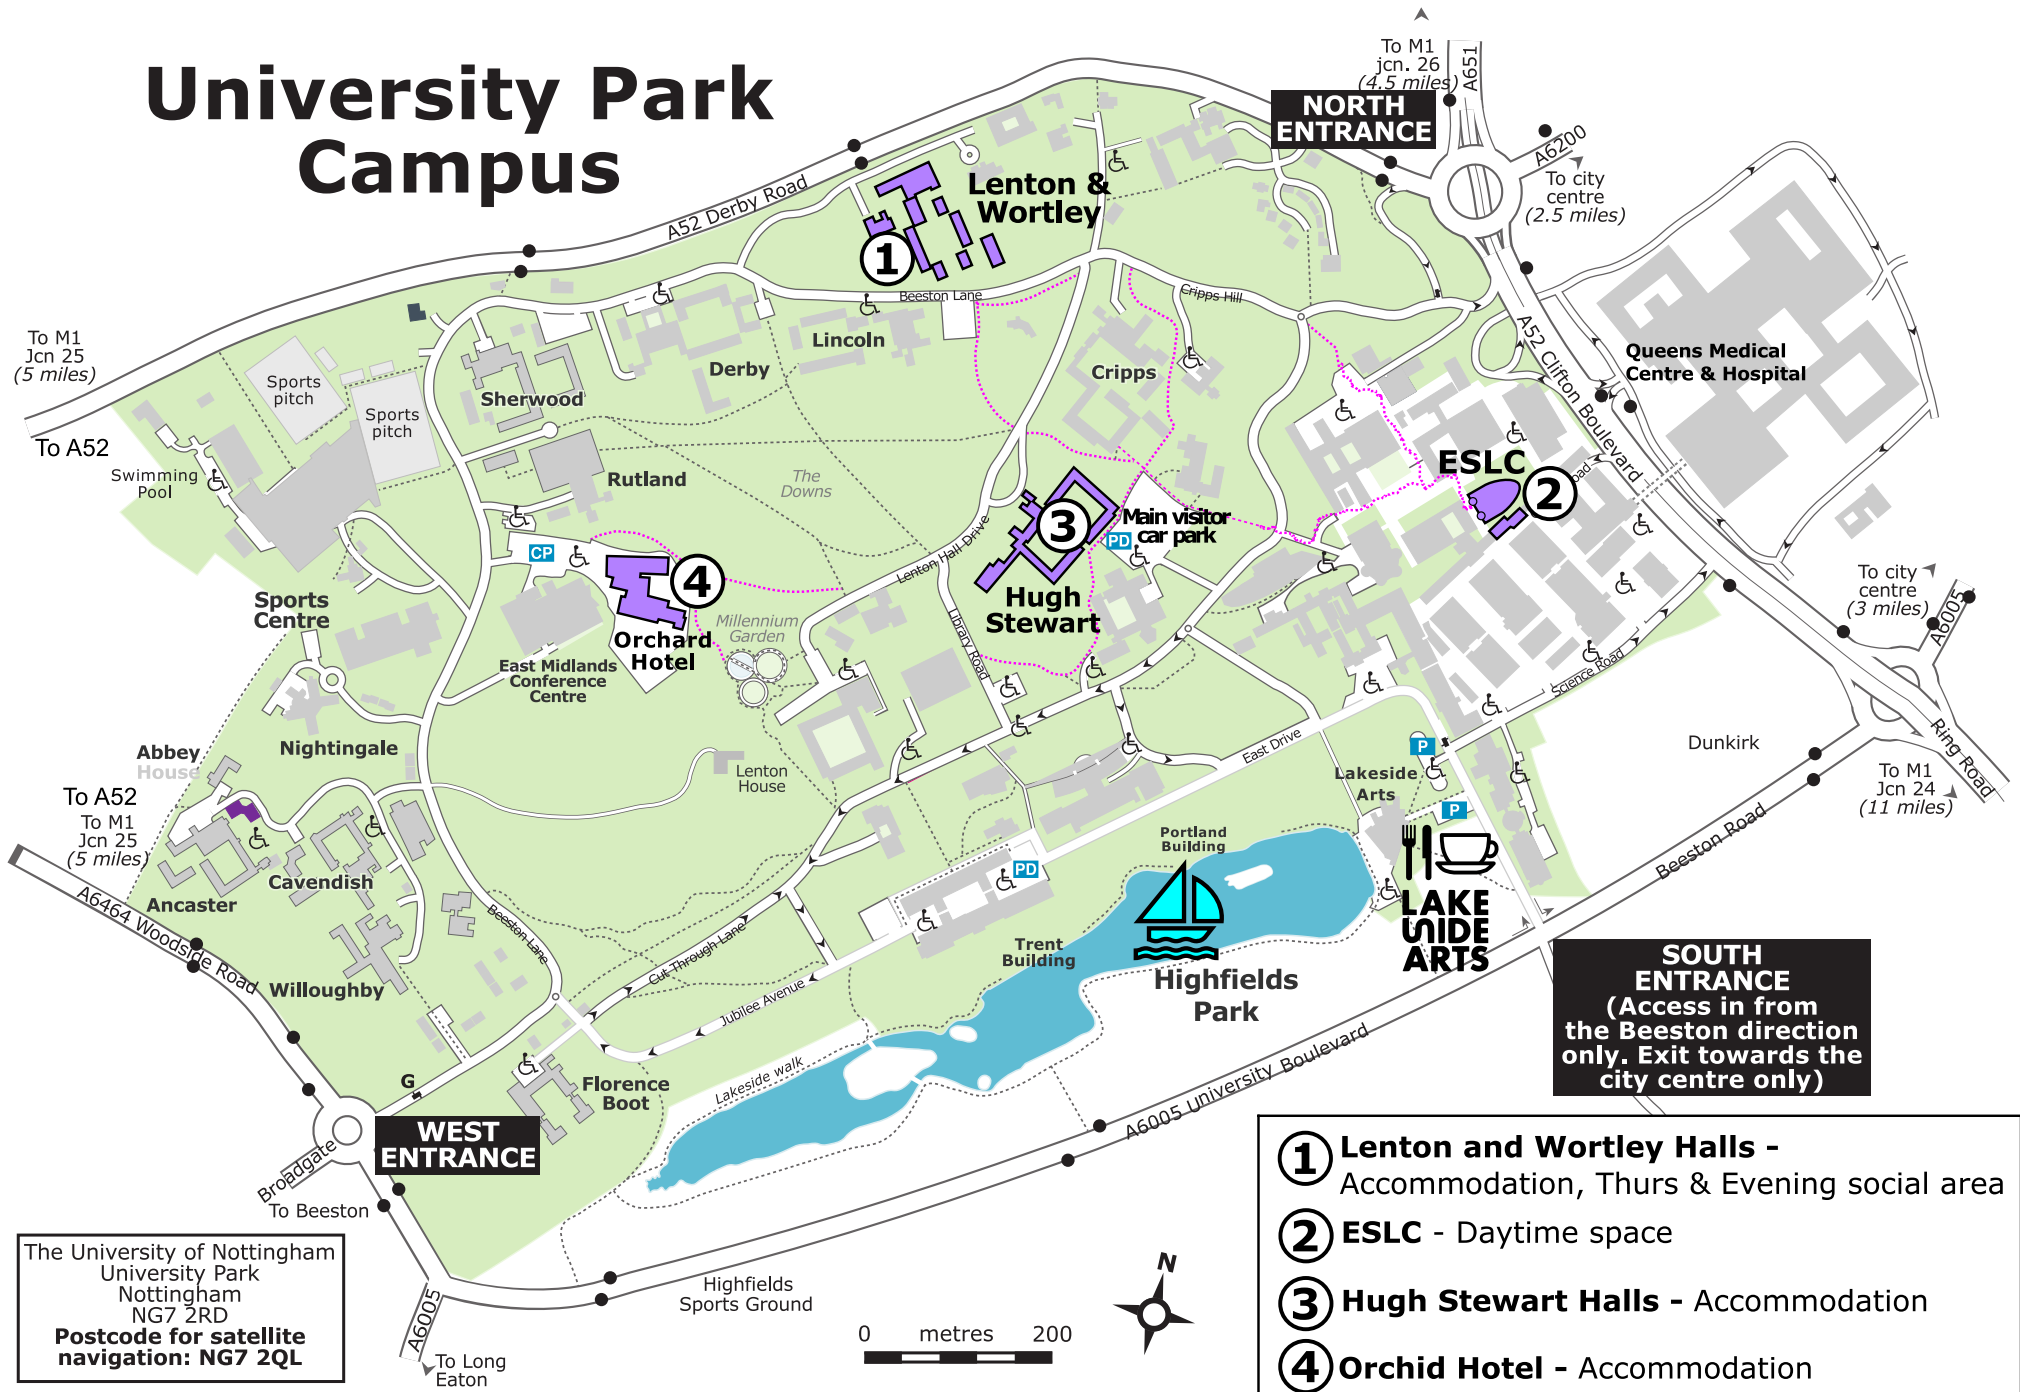 University Park
Campus
To M1
jcn. 26
(4.5 miles)
A651
NORTH
ENTRANCE
A6200
To city
centre
(2.5 miles)
A52 Derby Road
Lenton &
Wortley
1
Beeston Lane
Cripps Hill
To M1
Jcn 25
(5 miles)
To A52
Sports
pitch
Sports
pitch
Swimming
Pool
Sherwood
Derby
Lincoln
Cripps
A52 Clifton Boulevard
Queens Medical
Centre & Hospital
Rutland
The
Downs
ESLC
2
Road
3
Main visitor
car park
PD
CP
4
Lenton Hall Drive
Hugh
Stewart
Library Road
Sports
Centre
Orchard
Hotel
Millennium
Garden
East Midlands
Conference
Centre
To city
centre
(3 miles)
A6005
Science Road
Nightingale
Abbey
House
Lenton
House
East Drive
P
Lakeside
Arts
P
Dunkirk
Ring Road
To M1
Jcn 24
(11 miles)
To A52
To M1
Jcn 25
(5 miles)
A6464 Woodside Road
Cavendish
Ancaster
Willoughby
Beeston Lane
Cut Through Lane
Jubilee Avenue
PD
Trent
Building
Portland
Building
Highfields
Park
LAKE
SIDE
ARTS
Beeston Road
SOUTH
ENTRANCE
(Access in from
the Beeston direction
only. Exit towards the
city centre only)
Lakeside walk
A6005 University Boulevard
G
Florence
Boot
WEST
ENTRANCE
Broadgate
To Beeston
The University of Nottingham
University Park
Nottingham
NG7 2RD
Postcode for satellite
navigation: NG7 2QL
A6005
To Long
Eaton
Highfields
Sports Ground
0 metres 200
N
1 Lenton and Wortley Halls -
Accommodation, Thurs & Evening social area
2 ESLC - Daytime space
3 Hugh Stewart Halls - Accommodation
4 Orchid Hotel - Accommodation